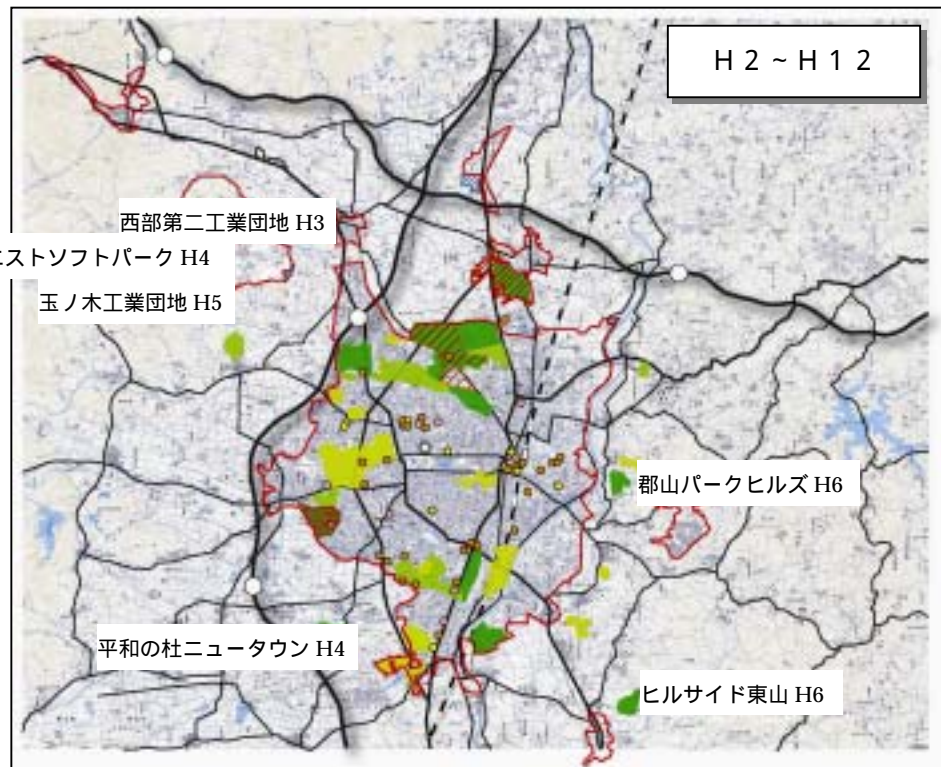 H2~H12
西部第二工業団地 H3
エストソフトパーク H4
玉ノ木工業団地 H5
郡山パークヒルズ H6
平和の杜ニュータウン H4
ヒルサイド東山 H6